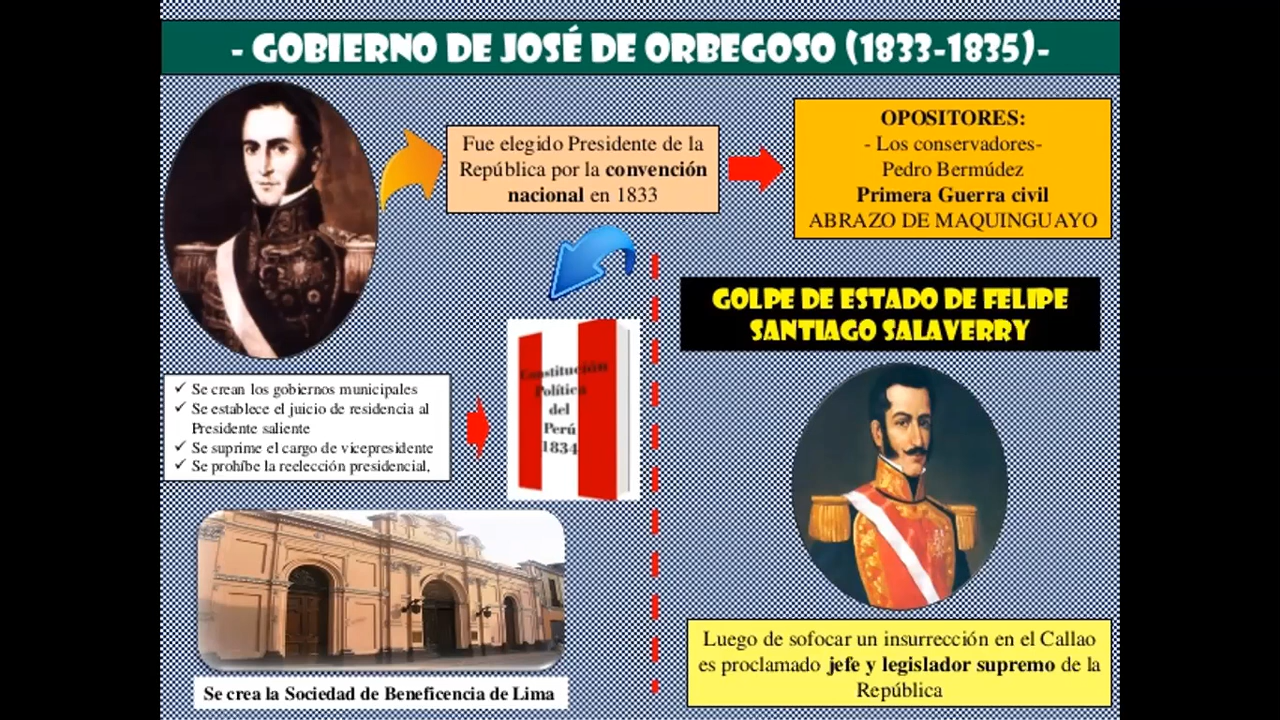 - GOBIERNO DE JOSÉ DE ORBEGOSO (1833-1835)-
Fue elegido Presidente de la
República por la convención
nacional en 1833
OPOSITORES:
- Los conservadores-
Pedro Bermúdez
Primera Guerra civil
ABRAZO DE MAQUINGUAYO
✓ Se crean los gobiernos municipales
✓ Se establece el juicio de residencia al
Presidente saliente
✓ Se suprime el cargo de vicepresidente
✓ Se prohíbe la reelección presidencial,
Constitución
Política
del
Perú
1834
Se crea la Sociedad de Beneficencia de Lima
GOLPE DE ESTADO DE FELIPE
SANTIAGO SALAVERRY
Luego de sofocar un insurrección en el Callao
es proclamado jefe y legislador supremo de la
República